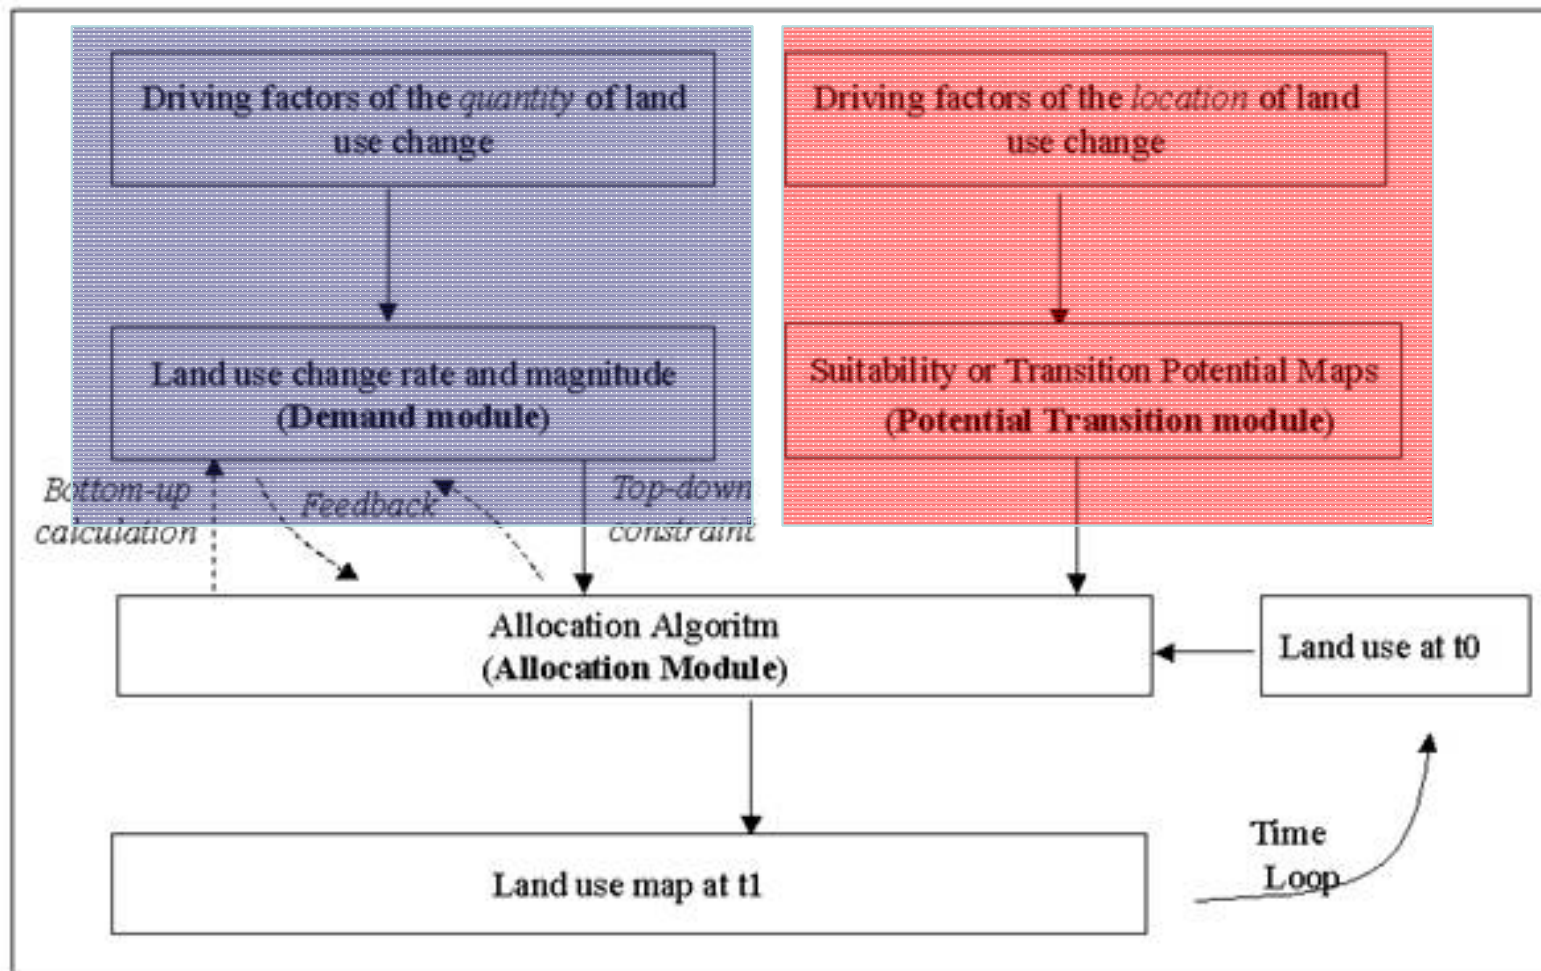 Driving factors of the quantity of land
use change
Driving factors of the location of land
use change
Land use change rate and magnitude
(Demand module)
Suitability or Transition Potential Maps
(Potential Transition module)
Bottom-up
calculation
Feedback
Top-down
constraint
Allocation Algoritm
(Allocation Module)
Land use at t0
Time
Loop
Land use map at t1